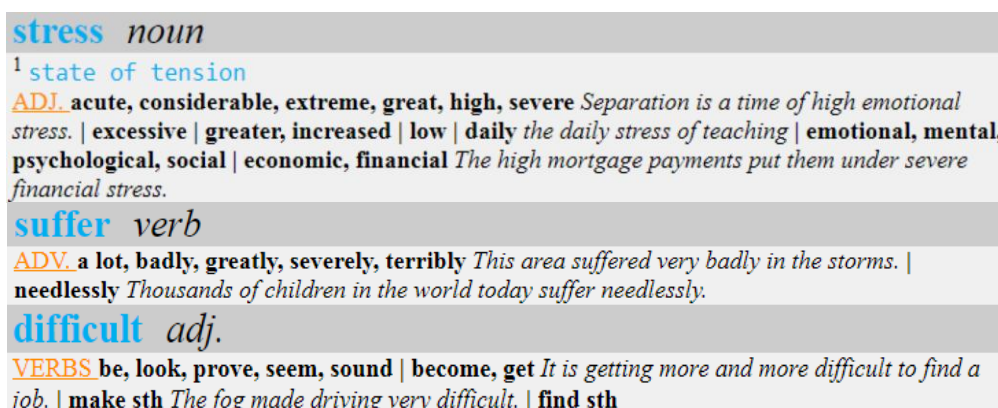 stress noun
1 state of tension
ADJ. acute, considerable, extreme, great, high, severe Separation is a time of high emotional
stress. | excessive | greater, increased | low | daily the daily stress of teaching | emotional, mental,
psychological, social | economic, financial The high mortgage payments put them under severe
financial stress.
suffer verb
ADV. a lot, badly, greatly, severely, terribly This area suffered very badly in the storms. |
needlessly Thousands of children in the world today suffer needlessly.
difficult adj.
VERBS be, look, prove, seem, sound | become, get It is getting more and more difficult to find a
job. | make sth The fog made driving very difficult. | find sth